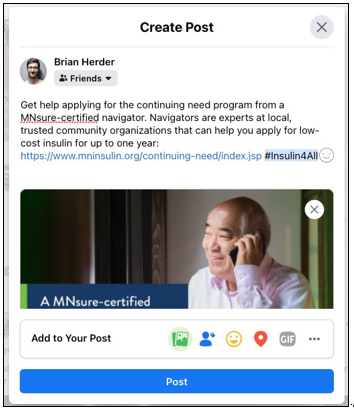 Create Post
Brian Herder
Friends
Get help applying for the continuing need program from a
MNsure-certified navigator. Navigators are experts at local,
trusted community organizations that can help you apply for low-
cost insulin for up to one year:
https://www.mninsulin.org/continuing-need/index.jsp #Insulin4All
A MNsure-certified
Add to Your Post
GIF
Post